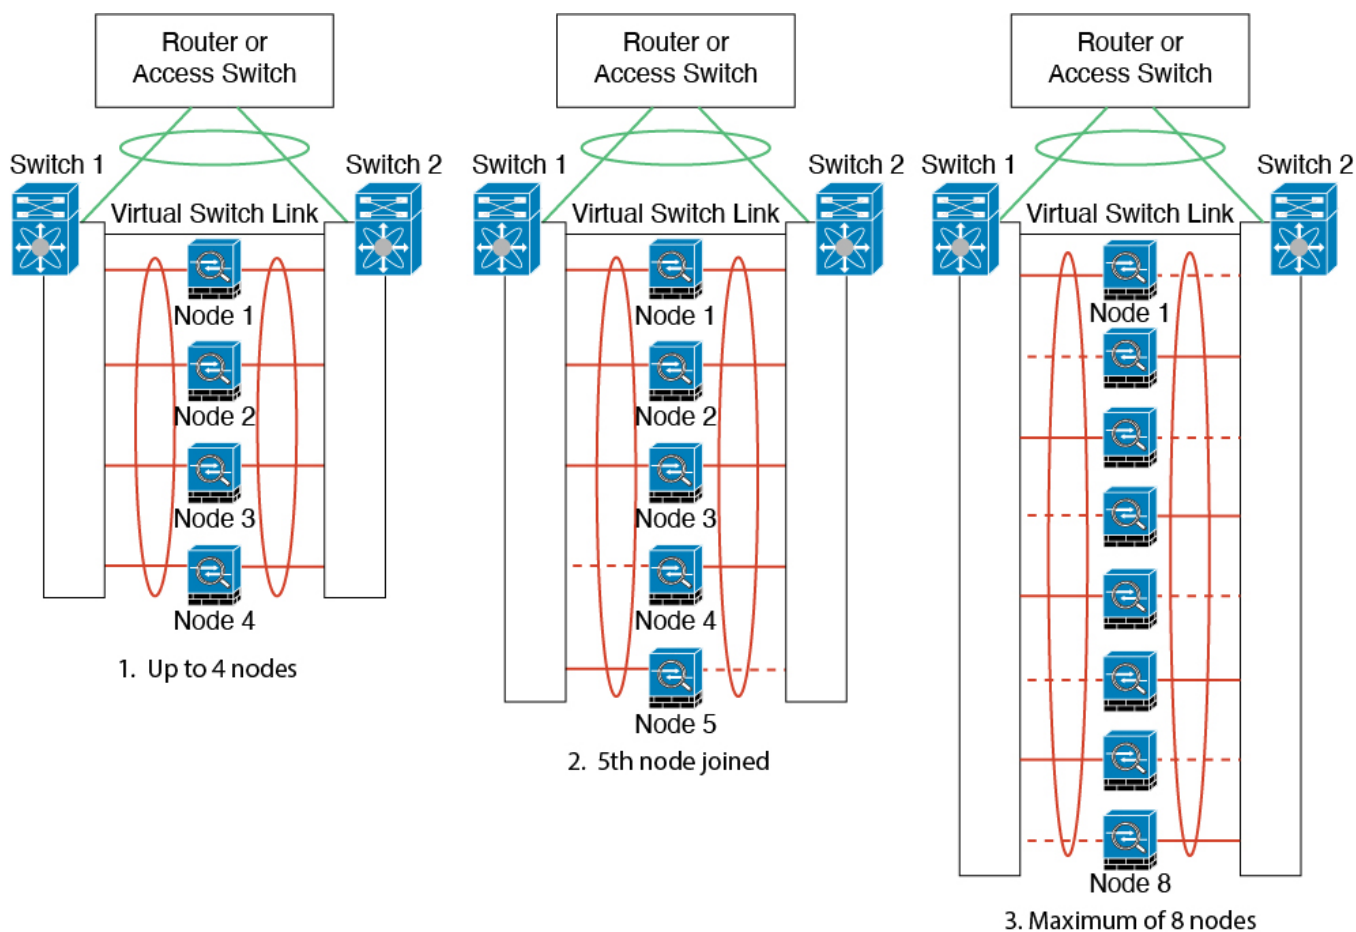 Router or
Access Switch
Switch 1
Switch 2
Virtual Switch Link
Node 1
Node 2
Node 3
Node 4
1. Up to 4 nodes
Router or
Access Switch
Switch 1
Switch 2
Virtual Switch Link
Node 1
Node 2
Node 3
Node 4
Node 5
2. 5th node joined
Router or
Access Switch
Switch 1
Switch 2
Virtual Switch Link
Node 1
Node 8
3. Maximum of 8 nodes